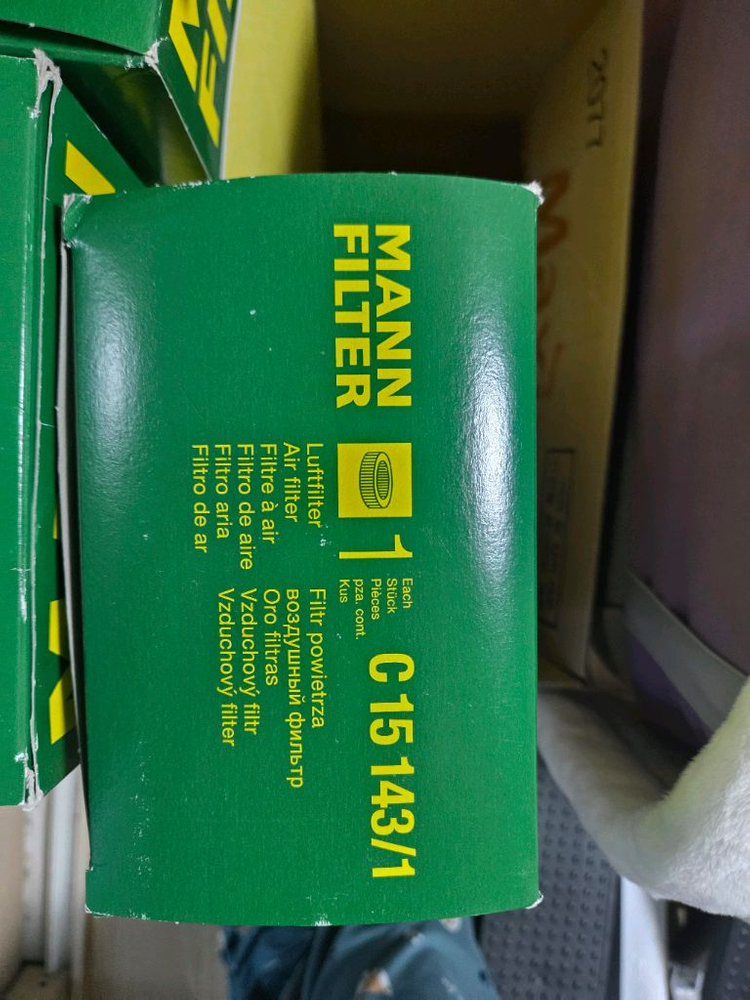 MANN
FILTER
1
Each
Stück
Pièces
pza. cont.
Kus
C 15 143/1
Luftfilter
Air filter
Filtre à air
Filtro de aire
Filtro aria
Filtro de ar
Filtr powietrza
воздушный фильтр
Oro filtras
Vzduchový filtr
Vzduchový filter